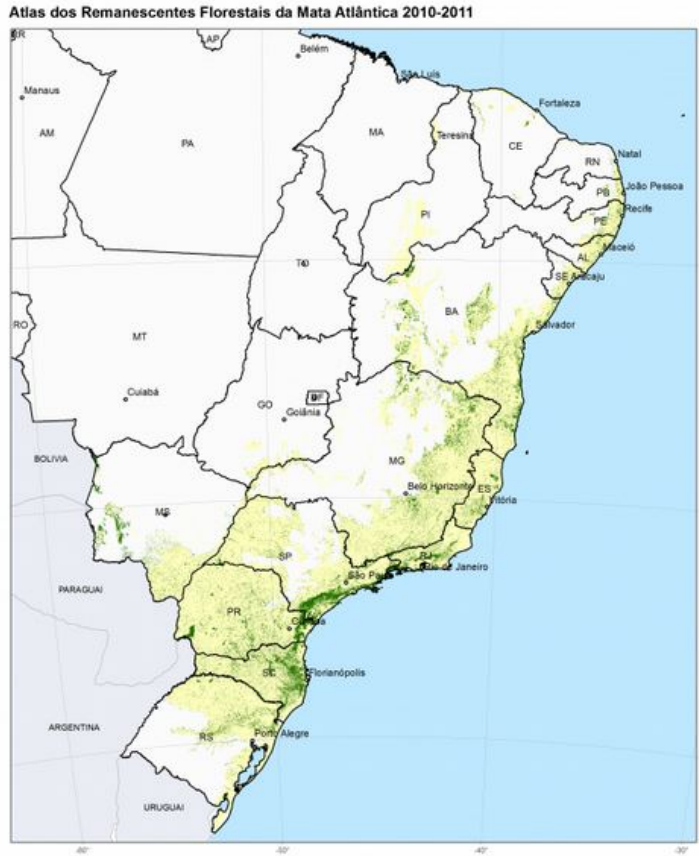 Atlas dos Remanescentes Florestais da Mata Atlântica 2010-2011
RR
AP
Belém
São Luís
Manaus
Fortaleza
AM
PA
MA
Teresina
CE
RN
Natal
PB
João Pessoa
PI
PE
Recife
Maceió
AL
TO
SE Aracaju
BA
RO
MT
Salvador
Cuiabá
GO
DF
Goiânia
BOLIVIA
MG
Belo Horizonte
ES
Vitória
MS
SP
RJ
Rio de Janeiro
São Paulo
PARAGUAI
PR
Curitiba
SC
Florianópolis
ARGENTINA
RS
Porto Alegre
URUGUAI
-60°
-50°
-40°
-30°